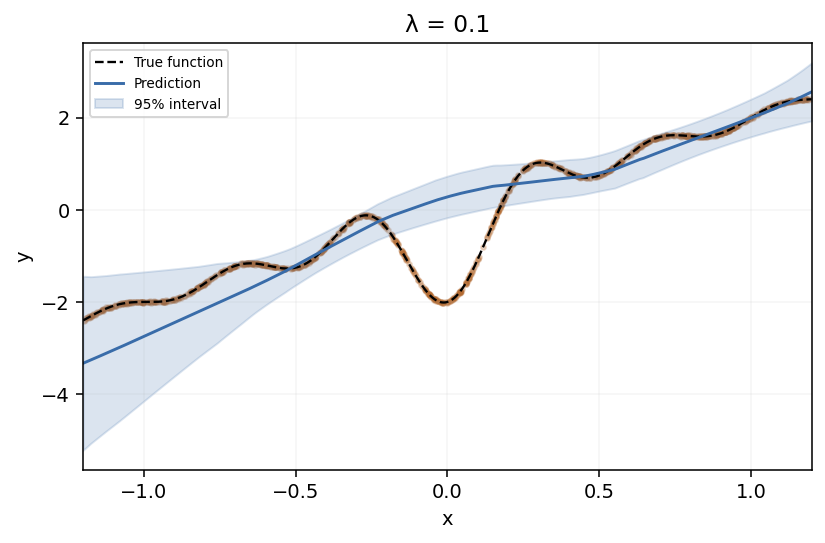 λ = 0.1
True function
Prediction
95% interval
2
0
−2
−4
y
−1.0 −0.5 0.0 0.5 1.0
x